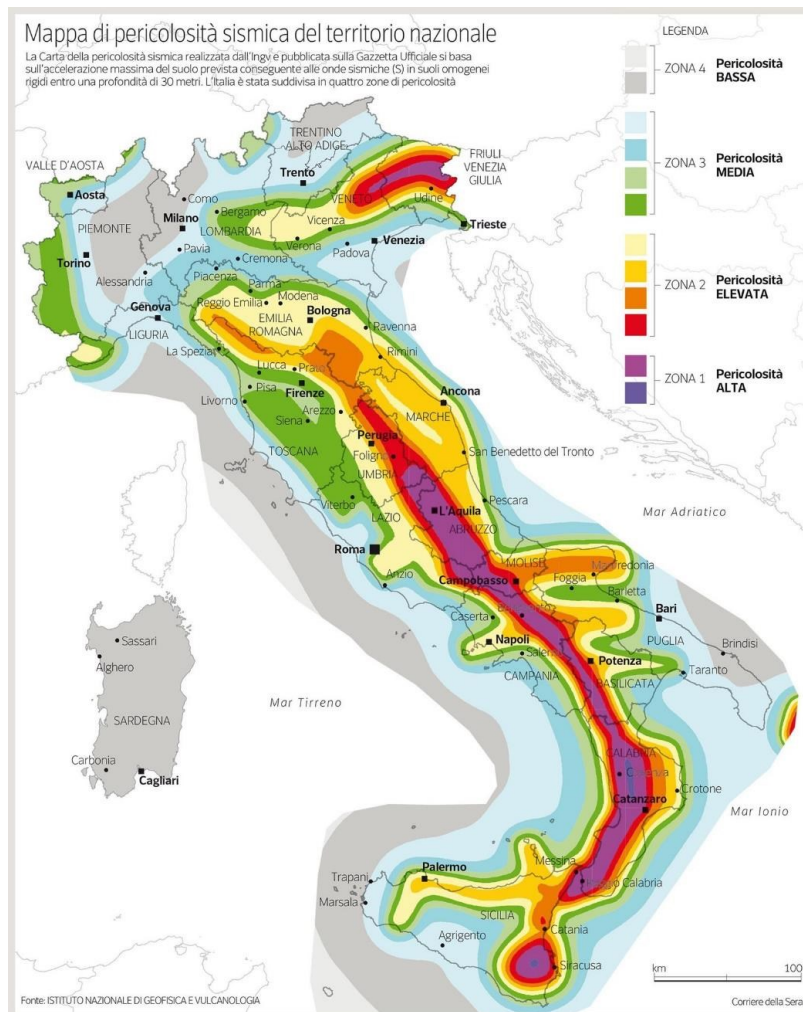 Mappa di pericolosità sismica del territorio nazionale
La Carta della pericolosità sismica realizzata dall'Ingv e pubblicata sulla Gazzetta Ufficiale si basa
sull'accelerazione massima del suolo prevista conseguente alle onde sismiche (S) in suoli omogenei
rigidi entro una profondità di 30 metri. L'Italia è stata suddivisa in quattro zone di pericolosità
LEGENDA
ZONA 4
Pericolosità
BASSA
ZONA 3
Pericolosità
MEDIA
ZONA 2
Pericolosità
ELEVATA
ZONA 1
Pericolosità
ALTA
TRENTINO
ALTO ADIGE
FRIULI
VENEZIA
GIULIA
VALLE D'AOSTA
Aosta
Trento
Como
Bergamo
VENETO
Udine
Milano
PIEMONTE
LOMBARDIA
Vicenza
Trieste
Verona
Venezia
Padova
Pavia
Torino
Cremona
Piacenza
Alessandria
Parma
Modena
Reggio Emilia
Genova
EMILIA
ROMAGNA
Bologna
LIGURIA
Ravenna
La Spezia
Rimini
Lucca
Prato
Firenze
Pisa
Ancona
Livorno
Arezzo
MARCHE
Siena
Perugia
TOSCANA
Foligno
San Benedetto del Tronto
UMBRIA
Viterbo
Pescara
L'Aquila
LAZIO
ABRUZZO
Mar Adriatico
Roma
MOLISE
Anzio
Manfredonia
Campobasso
Foggia
Barletta
Caserta
Bari
Napoli
PUGLIA
Salerno
Brindisi
Potenza
CAMPANIA
BASILICATA
Taranto
Sassari
Alghero
Mar Tirreno
SARDEGNA
CALABRIA
Carbonia
Cagliari
Cosenza
Crotone
Catanzaro
Mar Ionio
Messina
Palermo
Trapani
Reggio Calabria
Marsala
SICILIA
Catania
Agrigento
Siracusa
km 100
Fonte: ISTITUTO NAZIONALE DI GEOFISICA E VULCANOLOGIA
Corriere della Sera